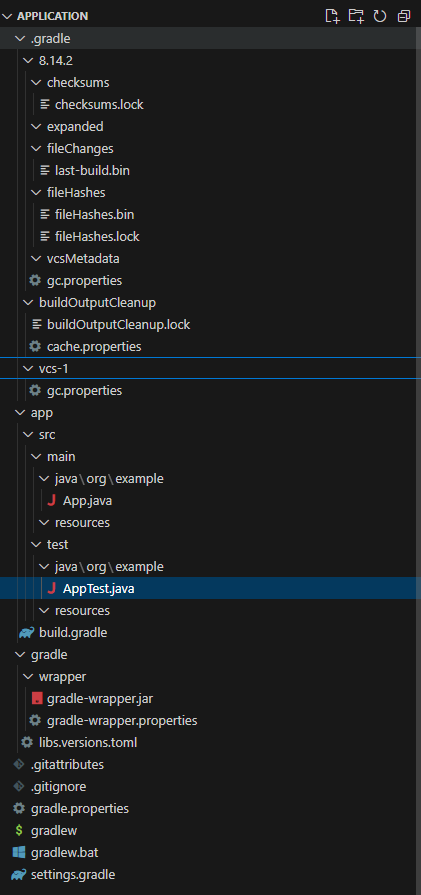 APPLICATION
.gradle
8.14.2
checksums
checksums.lock
expanded
fileChanges
last-build.bin
fileHashes
fileHashes.bin
fileHashes.lock
vcsMetadata
gc.properties
buildOutputCleanup
buildOutputCleanup.lock
cache.properties
vcs-1
gc.properties
app
src
main
java\org\example
J App.java
resources
test
java\org\example
J AppTest.java
resources
build.gradle
gradle
wrapper
gradle-wrapper.jar
gradle-wrapper.properties
libs.versions.toml
.gitattributes
.gitignore
gradle.properties
$ gradlew
gradlew.bat
settings.gradle